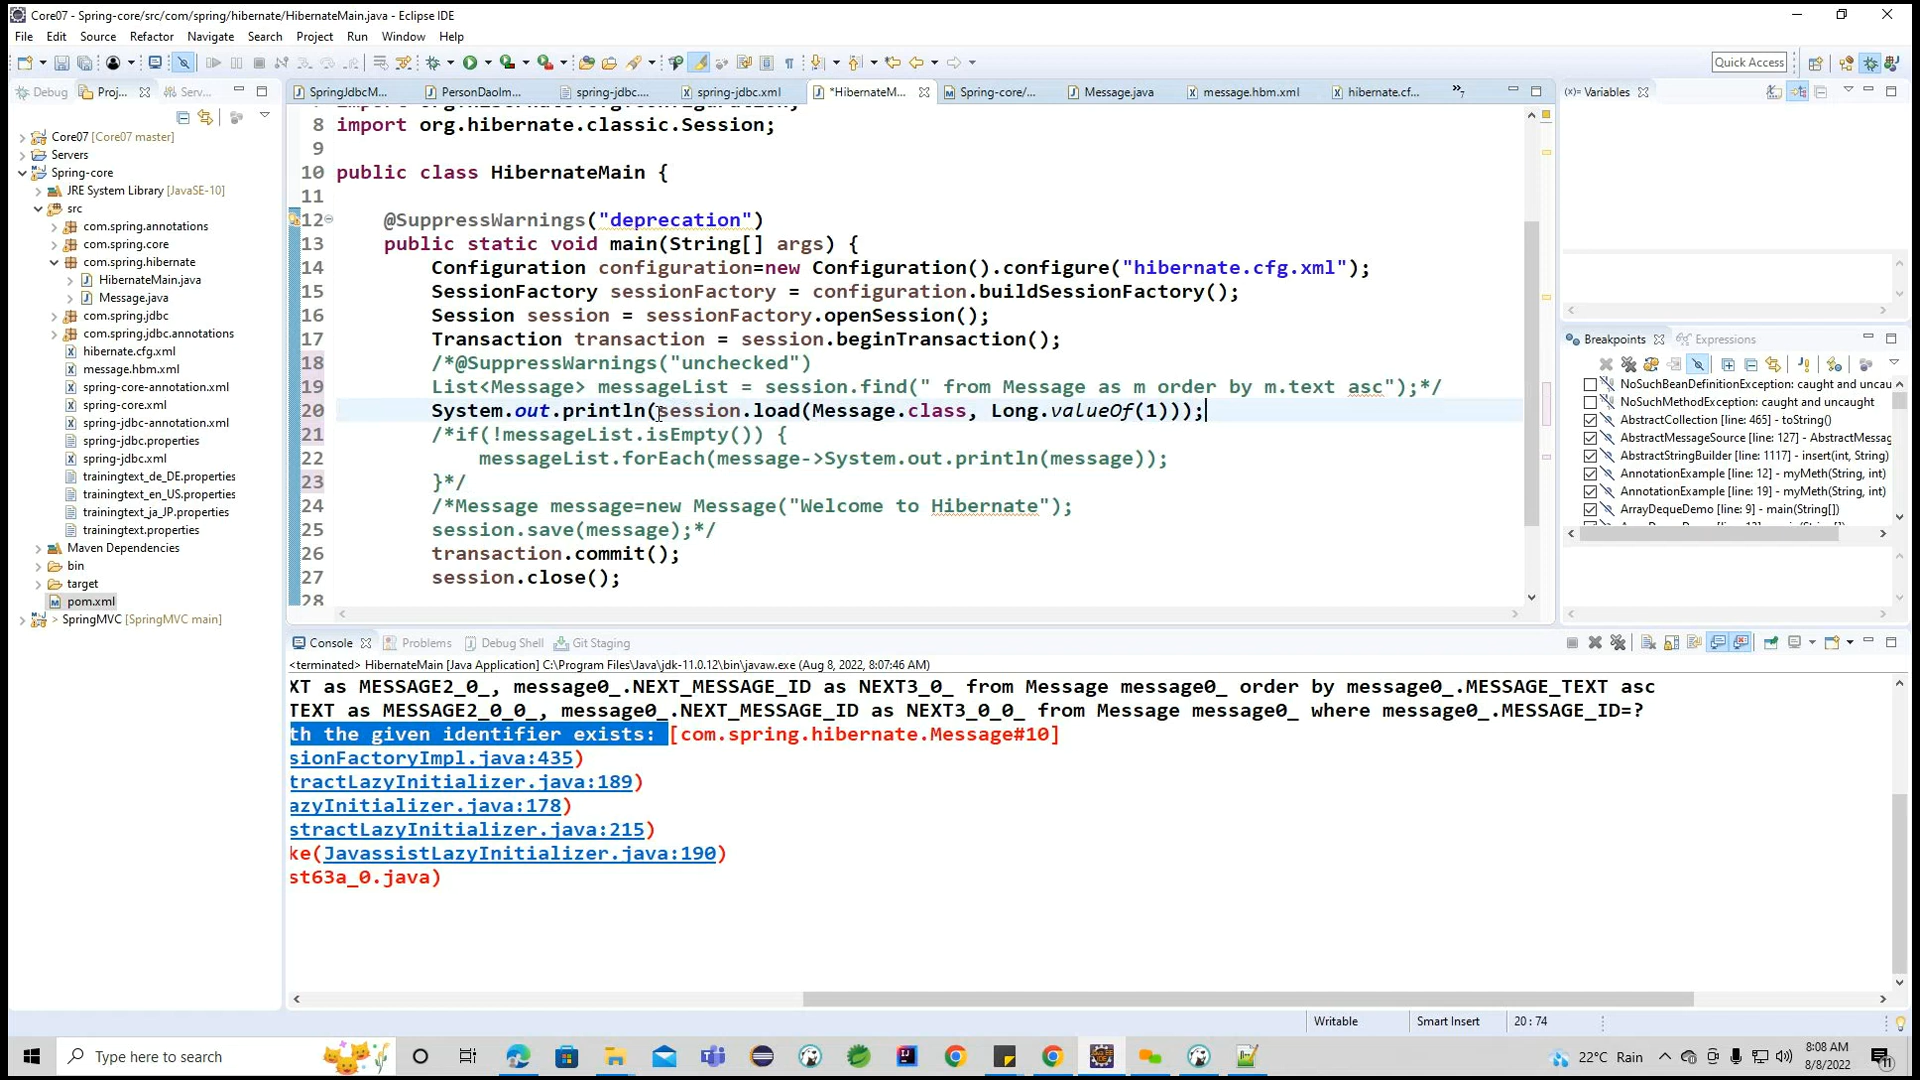 Core07 - Spring-core/src/com/spring/hibernate/HibernateMain.java - Eclipse IDE
File Edit Source Refactor Navigate Search Project Run Window Help
Quick Access
Debug Proj... Serv...
Core07 [Core07 master]
Servers
Spring-core
JRE System Library [JavaSE-10]
src
com.spring.annotations
com.spring.core
com.spring.hibernate
HibernateMain.java
Message.java
com.spring.jdbc
com.spring.jdbc.annotations
hibernate.cfg.xml
message.hbm.xml
spring-core-annotation.xml
spring-core.xml
spring-jdbc-annotation.xml
spring-jdbc.properties
spring-jdbc.xml
trainingtext_de_DE.properties
trainingtext_en_US.properties
trainingtext_ja_JP.properties
trainingtext.properties
Maven Dependencies
bin
target
pom.xml
> SpringMVC [SpringMVC main]
SpringJdbcM... PersonDaoIm... spring-jdbc.... spring-jdbc.xml *HibernateM... Spring-core/... Message.java message.hbm.xml hibernate.cf... »7
8 import org.hibernate.classic.Session;
9
10 public class HibernateMain {
11
12 @SuppressWarnings("deprecation")
13 public static void main(String[] args) {
14 Configuration configuration=new Configuration().configure("hibernate.cfg.xml");
15 SessionFactory sessionFactory = configuration.buildSessionFactory();
16 Session session = sessionFactory.openSession();
17 Transaction transaction = session.beginTransaction();
18 /*@SuppressWarnings("unchecked")
19 List<Message> messageList = session.find(" from Message as m order by m.text asc");*/
20 System.out.println(session.load(Message.class, Long.valueOf(1)));
21 /*if(!messageList.isEmpty()) {
22 messageList.forEach(message->System.out.println(message));
23 }*/
24 /*Message message=new Message("Welcome to Hibernate");
25 session.save(message);*/
26 transaction.commit();
27 session.close();
28
Variables
Breakpoints Expressions
NoSuchBeanDefinitionException: caught and uncau
NoSuchMethodException: caught and uncaught
AbstractCollection [line: 465] - toString()
AbstractMessageSource [line: 127] - AbstractMessa
AbstractStringBuilder [line: 1117] - insert(int, String)
AnnotationExample [line: 12] - myMeth(String, int)
AnnotationExample [line: 19] - myMeth(String, int)
ArrayDequeDemo [line: 9] - main(String[])
Console Problems Debug Shell Git Staging
<terminated> HibernateMain [Java Application] C:\Program Files\Java\jdk-11.0.12\bin\javaw.exe (Aug 8, 2022, 8:07:46 AM)
XT as MESSAGE2_0_, message0_.NEXT_MESSAGE_ID as NEXT3_0_ from Message message0_ order by message0_.MESSAGE_TEXT asc
TEXT as MESSAGE2_0_0_, message0_.NEXT_MESSAGE_ID as NEXT3_0_0_ from Message message0_ where message0_.MESSAGE_ID=?
th the given identifier exists: [com.spring.hibernate.Message#10]
sionFactoryImpl.java:435)
tractLazyInitializer.java:189)
azyInitializer.java:178)
stractLazyInitializer.java:215)
ke(JavassistLazyInitializer.java:190)
st63a_0.java)
Writable Smart Insert 20 : 74
Type here to search
22°C Rain
8:08 AM
8/8/2022
11